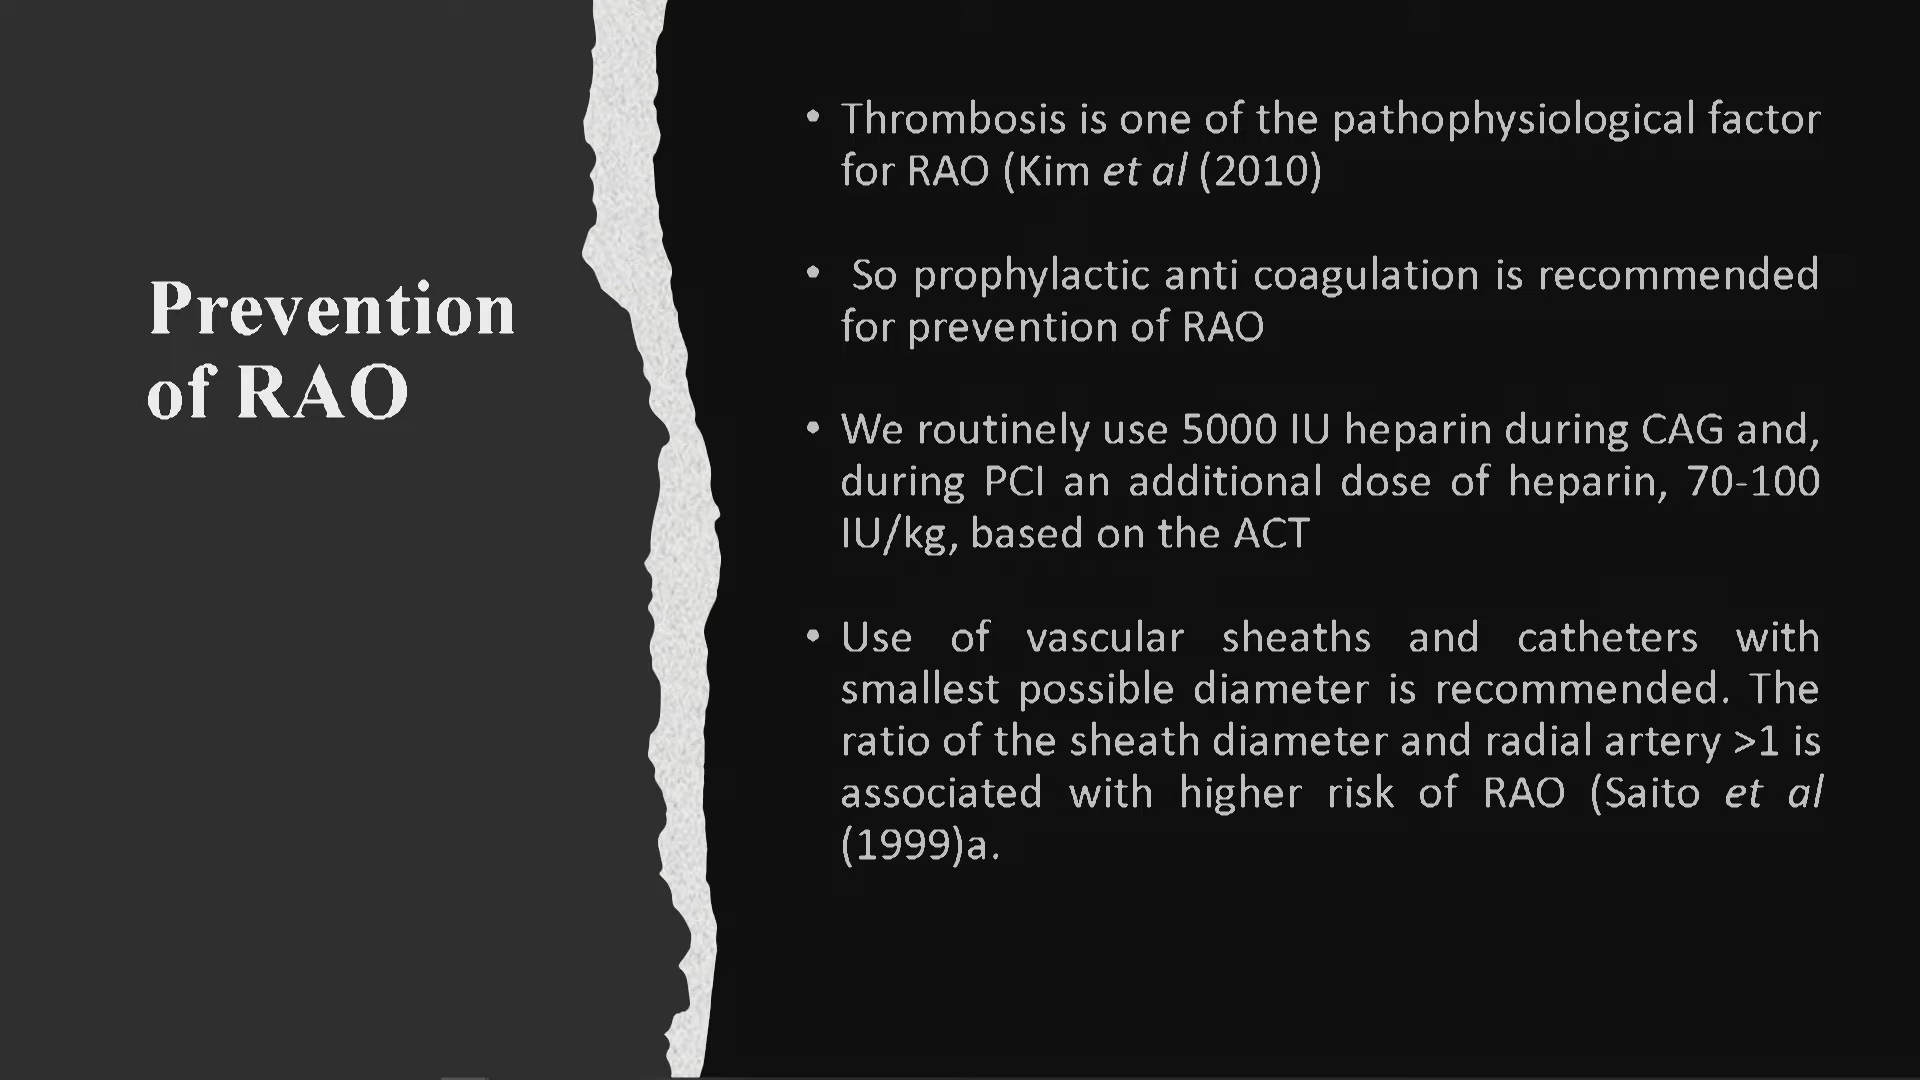 Prevention
of RAO
• Thrombosis is one of the pathophysiological factor
for RAO (Kim et al (2010)
• So prophylactic anti coagulation is recommended
for prevention of RAO
• We routinely use 5000 IU heparin during CAG and,
during PCI an additional dose of heparin, 70-100
IU/kg, based on the ACT
• Use of vascular sheaths and catheters with
smallest possible diameter is recommended. The
ratio of the sheath diameter and radial artery >1 is
associated with higher risk of RAO (Saito et al
(1999)a.